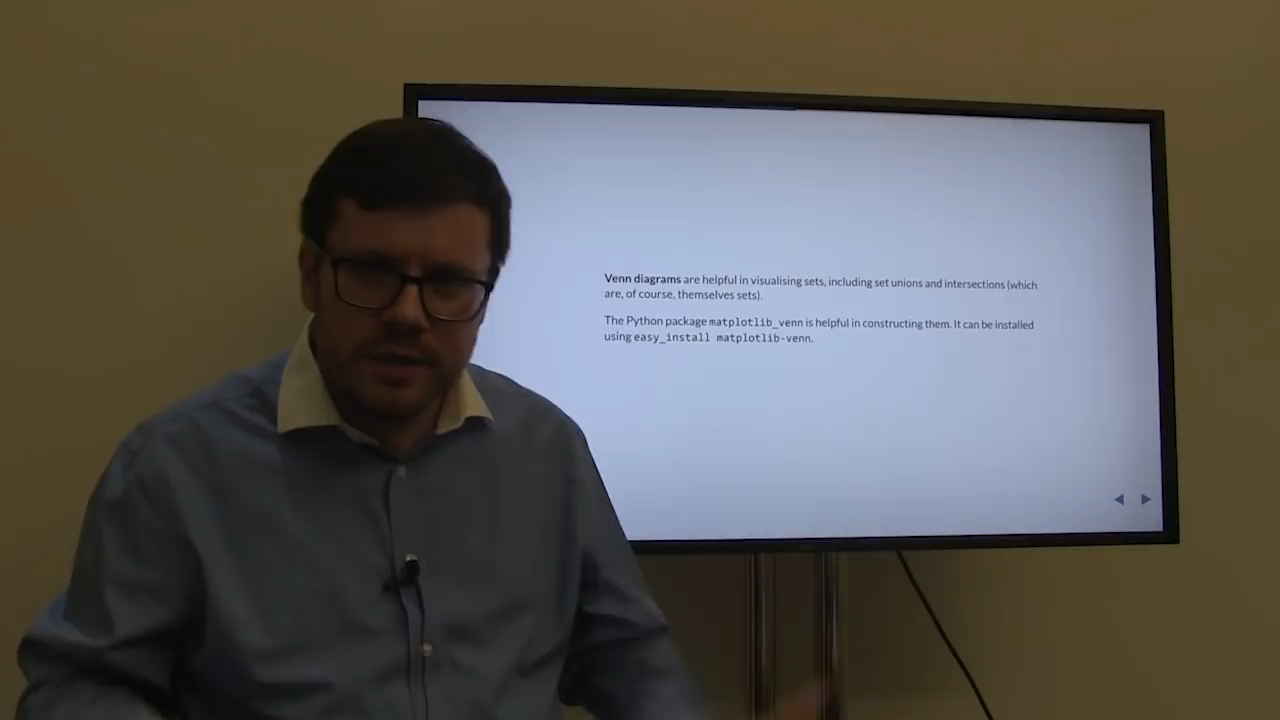 Venn diagrams are helpful in visualising sets, including set unions and intersections (which
are, of course, themselves sets).
The Python package matplotlib_venn is helpful in constructing them. It can be installed
using easy_install matplotlib-venn.